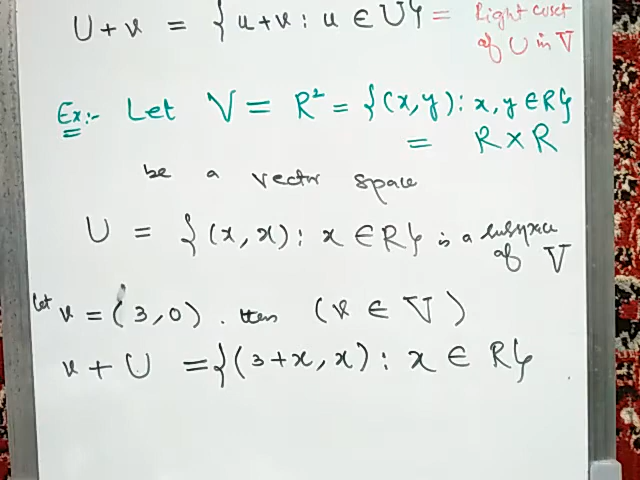 U + v = { u + v : u ∈ U } = Right coset
of U in V
Ex:- Let V = R² = {(x, y) : x, y ∈ R}
= R × R
be a vector space
U = {(x, x) : x ∈ R} is a subspace
of V
Let v = (3, 0). then (v ∈ V)
v + U = {(3 + x, x) : x ∈ R}